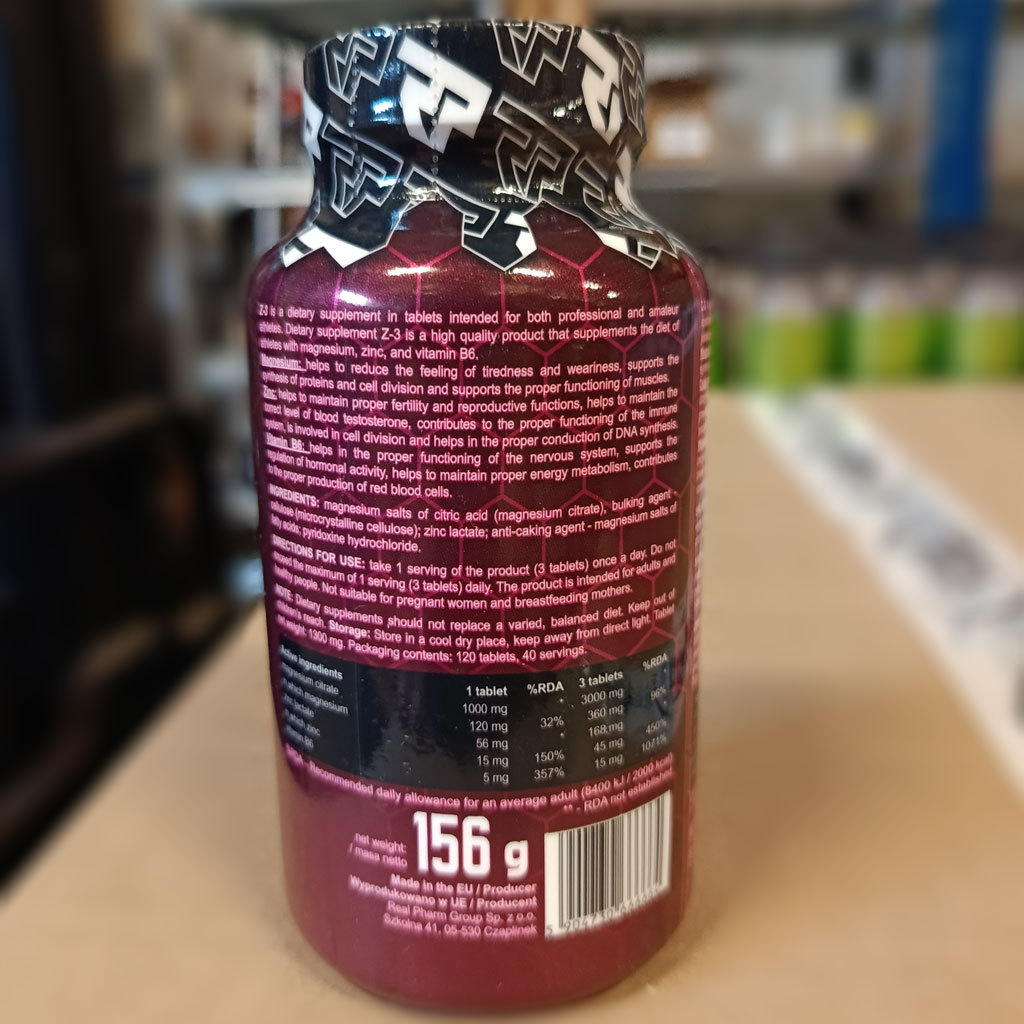 Z-3 is a dietary supplement in tablets intended for both professional and amateur
athletes. Dietary supplement Z-3 is a high quality product that supplements the diet of
athletes with magnesium, zinc, and vitamin B6.
Magnesium: helps to reduce the feeling of tiredness and weariness, supports the
synthesis of proteins and cell division and supports the proper functioning of muscles.
Zinc: helps to maintain proper fertility and reproductive functions, helps to maintain the
correct level of blood testosterone, contributes to the proper functioning of the immune
system, is involved in cell division and helps in the proper conduction of DNA synthesis.
Vitamin B6: helps in the proper functioning of the nervous system, supports the
regulation of hormonal activity, helps to maintain proper energy metabolism, contributes
to the proper production of red blood cells.
INGREDIENTS: magnesium salts of citric acid (magnesium citrate), bulking agent -
cellulose (microcrystalline cellulose); zinc lactate; anti-caking agent - magnesium salts of
fatty acids; pyridoxine hydrochloride.
DIRECTIONS FOR USE: take 1 serving of the product (3 tablets) once a day. Do not
exceed the maximum of 1 serving (3 tablets) daily. The product is intended for adults and
healthy people. Not suitable for pregnant women and breastfeeding mothers.
NOTE: Dietary supplements should not replace a varied, balanced diet. Keep out of
children's reach. Storage: Store in a cool dry place, keep away from direct light. Tablet
net weight: 1300 mg. Packaging contents: 120 tablets, 40 servings.
Active ingredients 1 tablet %RDA 3 tablets %RDA
magnesium citrate 1000 mg * 3000 mg
of which magnesium 120 mg 32% 360 mg 96%
zinc lactate 56 mg * 168 mg
of which zinc 15 mg 150% 45 mg 450%
vitamin B6 5 mg 357% 15 mg 1071%
- Recommended daily allowance for an average adult (8400 kJ / 2000 kcal)
** - RDA not established
net weight:
/ masa netto
156 g
Made in the EU / Producer
Wyprodukowano w UE / Producent
Real Pharm Group Sp. z o.o.
Szkolna 41, 05-530 Czaplinek